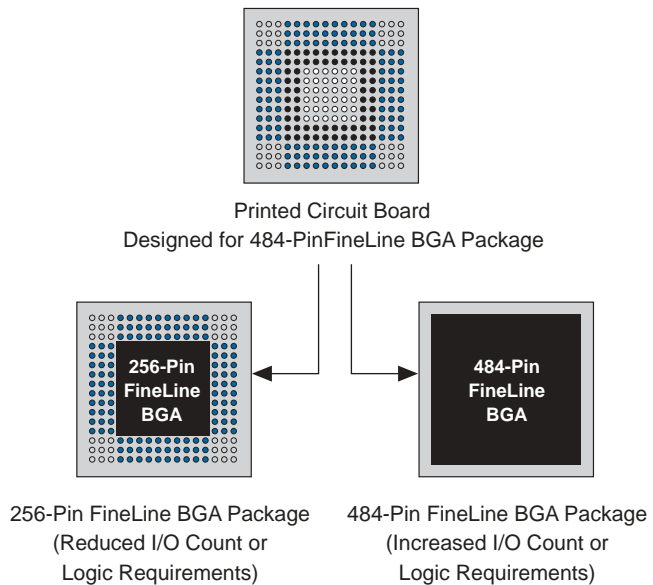 Printed Circuit Board
Designed for 484-PinFineLine BGA Package
256-Pin
FineLine
BGA
484-Pin
FineLine
BGA
256-Pin FineLine BGA Package
(Reduced I/O Count or
Logic Requirements)
484-Pin FineLine BGA Package
(Increased I/O Count or
Logic Requirements)